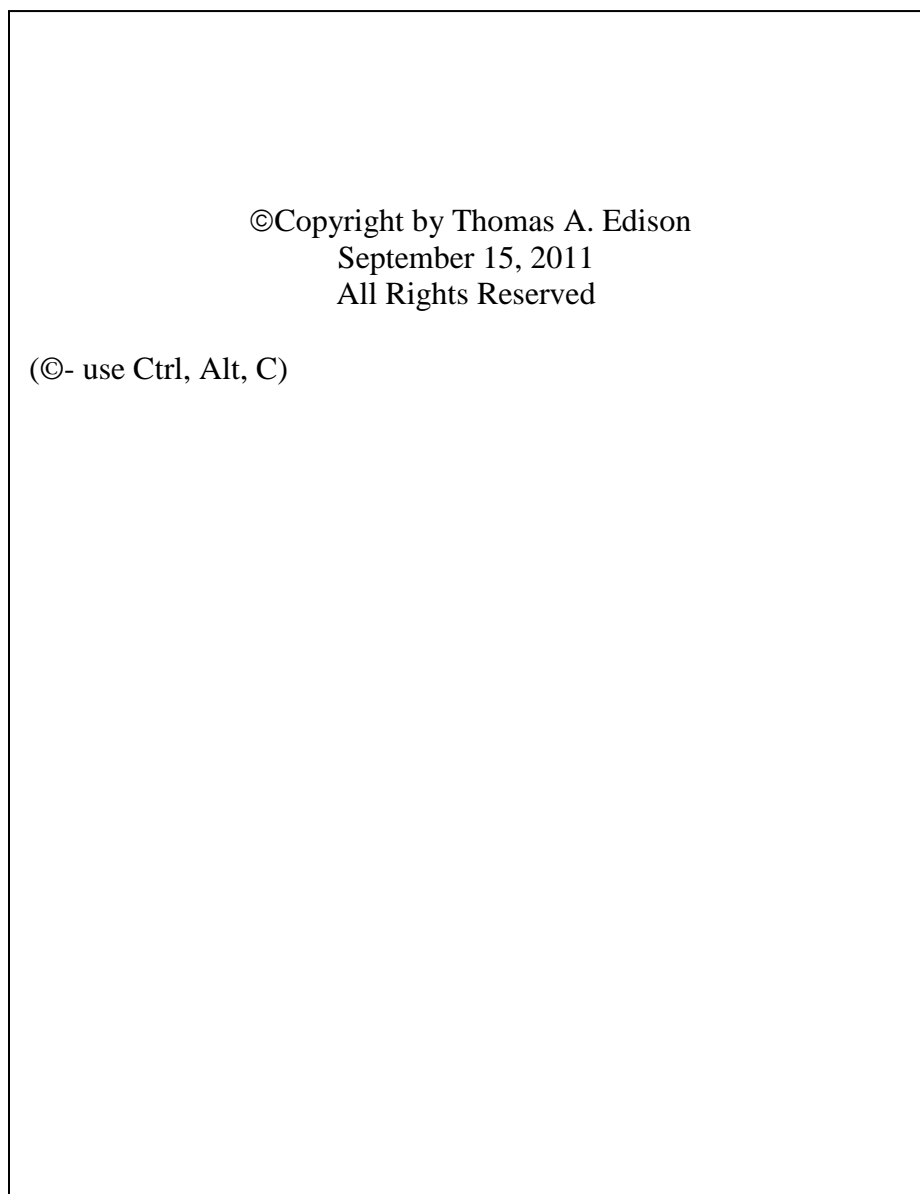 ©Copyright by Thomas A. Edison
September 15, 2011
All Rights Reserved
(©- use Ctrl, Alt, C)